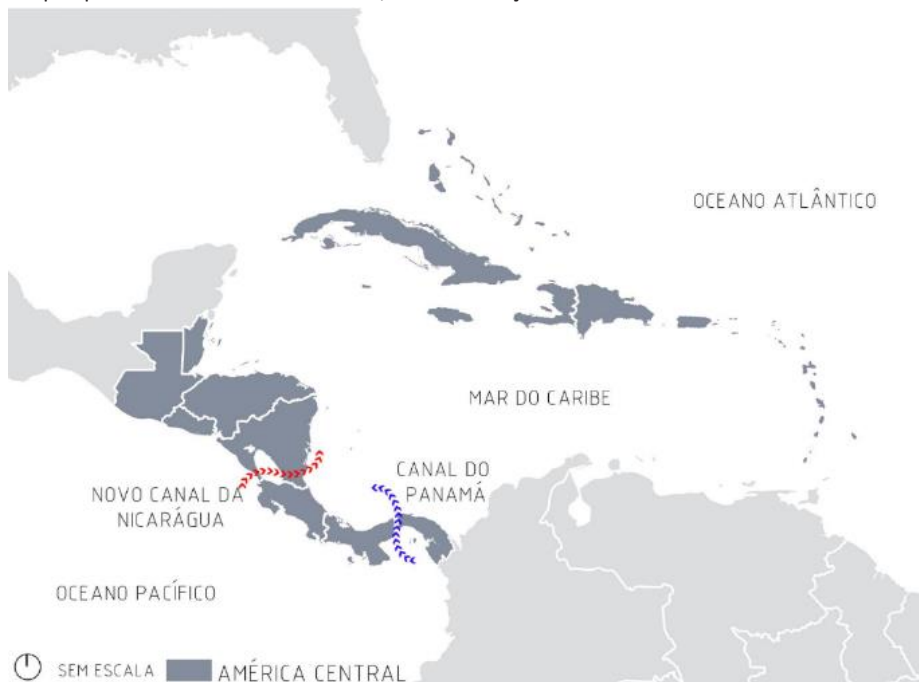 OCEANO ATLÂNTICO
MAR DO CARIBE
CANAL DO
PANAMÁ
NOVO CANAL DA
NICARÁGUA
OCEANO PACÍFICO
SEM ESCALA
AMÉRICA CENTRAL